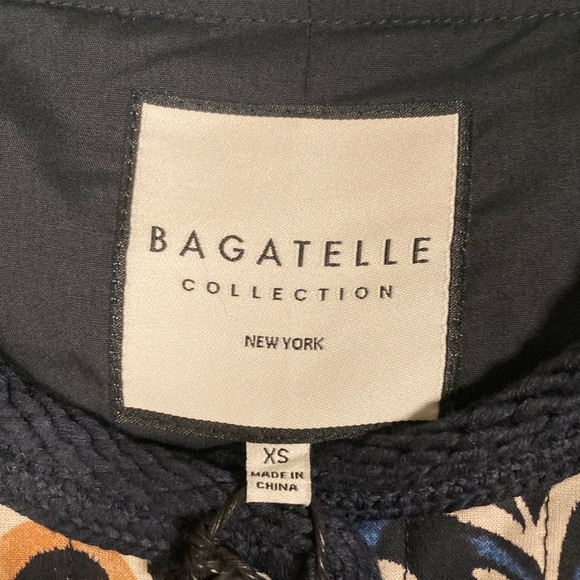 BAGATELLE
COLLECTION
NEW YORK
XS
MADE IN
CHINA